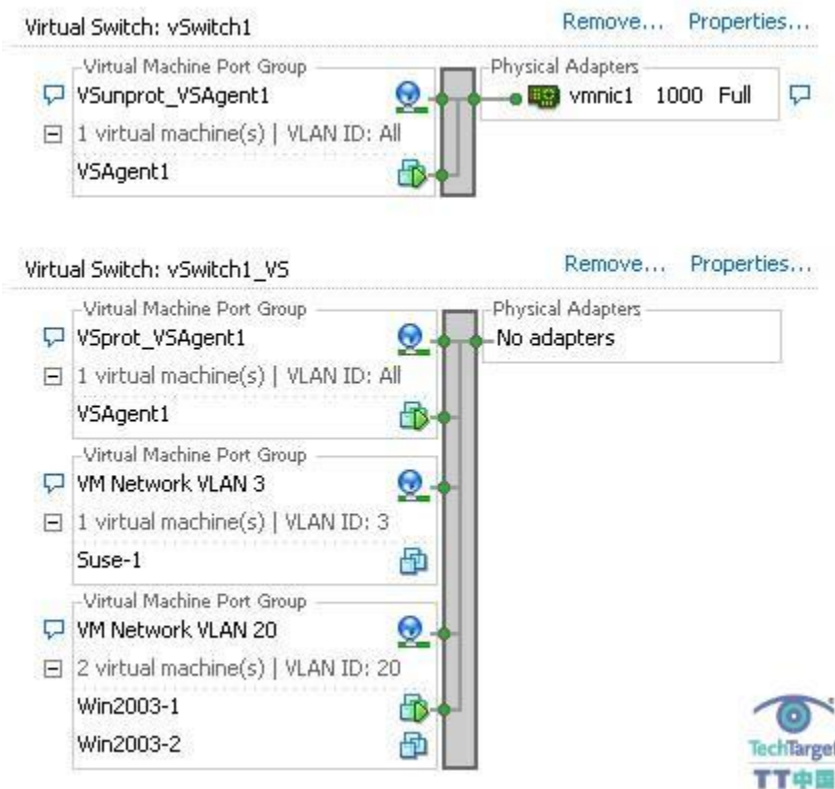 Virtual Switch: vSwitch1 Remove... Properties...
Virtual Machine Port Group Physical Adapters
VSunprot_VSAgent1 vmnic1 1000 Full
1 virtual machine(s) | VLAN ID: All
VSAgent1
Virtual Switch: vSwitch1_VS Remove... Properties...
Virtual Machine Port Group Physical Adapters
VSprot_VSAgent1 No adapters
1 virtual machine(s) | VLAN ID: All
VSAgent1
Virtual Machine Port Group
VM Network VLAN 3
1 virtual machine(s) | VLAN ID: 3
Suse-1
Virtual Machine Port Group
VM Network VLAN 20
2 virtual machine(s) | VLAN ID: 20
Win2003-1
Win2003-2
TechTarget
TT中国